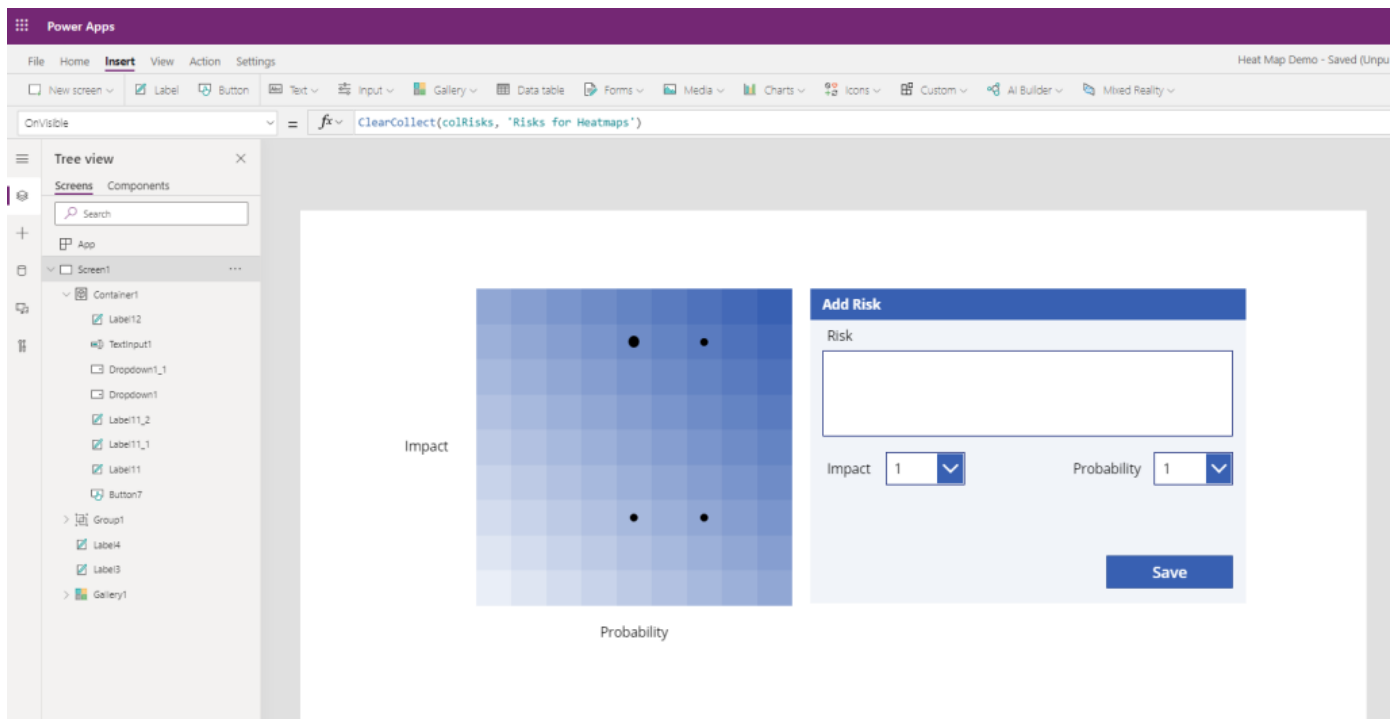 Power Apps
File Home Insert View Action Settings
Heat Map Demo - Saved (Unpu
New screen Label Button Text Input Gallery Data table Forms Media Charts Icons Custom AI Builder Mixed Reality
OnVisible = fx ClearCollect(colRisks, 'Risks for Heatmaps')
Tree view
Screens Components
Search
App
Screen1
Container1
Label12
TextInput1
Dropdown1_1
Dropdown1
Label11_2
Label11_1
Label11
Button7
Group1
Label4
Label3
Gallery1
Impact
Probability
Add Risk
Risk
Impact 1 Probability 1
Save